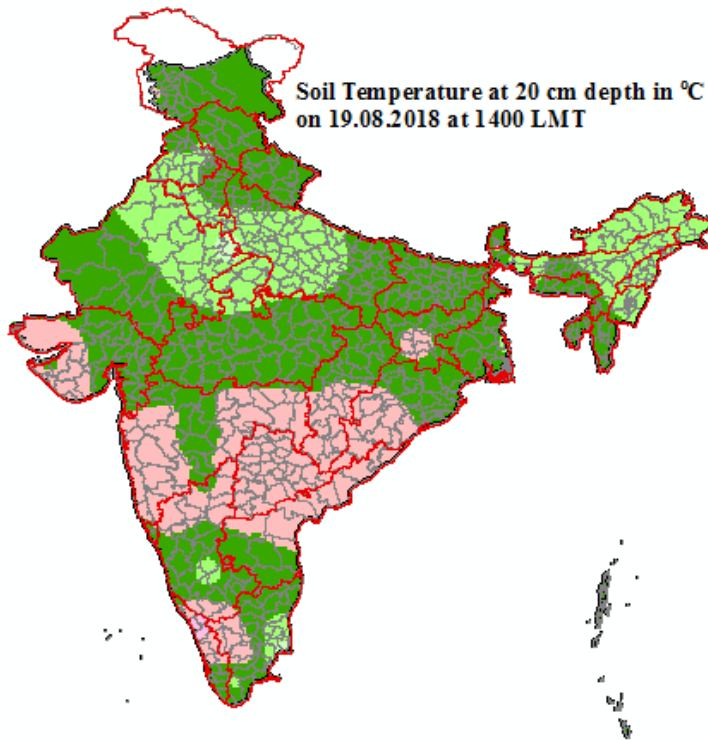 Soil Temperature at 20 cm depth in °C
on 19.08.2018 at 1400 LMT